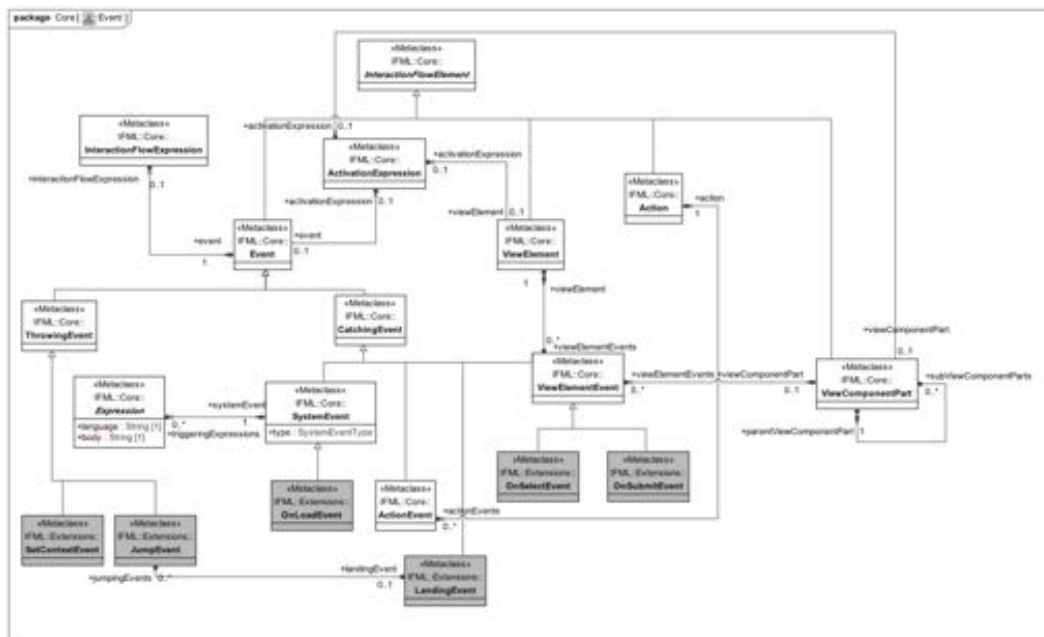 package Core[ Event]
«Metaclass»
IFML::Core::
InteractionFlowElement
«Metaclass»
IFML::Core::
InteractionFlowExpression
+activationExpression 0..1
«Metaclass»
IFML::Core::
ActivationExpression
+activationExpression
0..1
«Metaclass»
IFML::Core::
Action
+action
1
+interactionFlowExpression
0..1
0..1
+activationExpression
+viewElement
0..1
«Metaclass»
IFML::Core::
Event
+event
1
+event
0..1
«Metaclass»
IFML::Core::
ViewElement
1
+viewElement
«Metaclass»
IFML::Core::
ThrowingEvent
«Metaclass»
IFML::Core::
CatchingEvent
0..*
+viewElementEvents
+viewComponentPart
0..1
«Metaclass»
IFML::Core::
Expression
+language : String [1]
+body : String [1]
+systemEvent
1
0..*
+triggeringExpressions
«Metaclass»
IFML::Core::
SystemEvent
+type : SystemEventType
«Metaclass»
IFML::Core::
ViewElementEvent
+viewElementEvents
0..*
+viewComponentPart
0..1
«Metaclass»
IFML::Core::
ViewComponentPart
+subViewComponentParts
0..*
+parentViewComponentPart
1
«Metaclass»
IFML::Extensions::
OnSelectEvent
«Metaclass»
IFML::Extensions::
OnSubmitEvent
«Metaclass»
IFML::Extensions::
OnLoadEvent
«Metaclass»
IFML::Core::
ActionEvent
+actionEvents
0..*
«Metaclass»
IFML::Extensions::
SetContextEvent
«Metaclass»
IFML::Extensions::
JumpEvent
+jumpingEvents
0..*
+landingEvent
0..1
«Metaclass»
IFML::Extensions::
LandingEvent